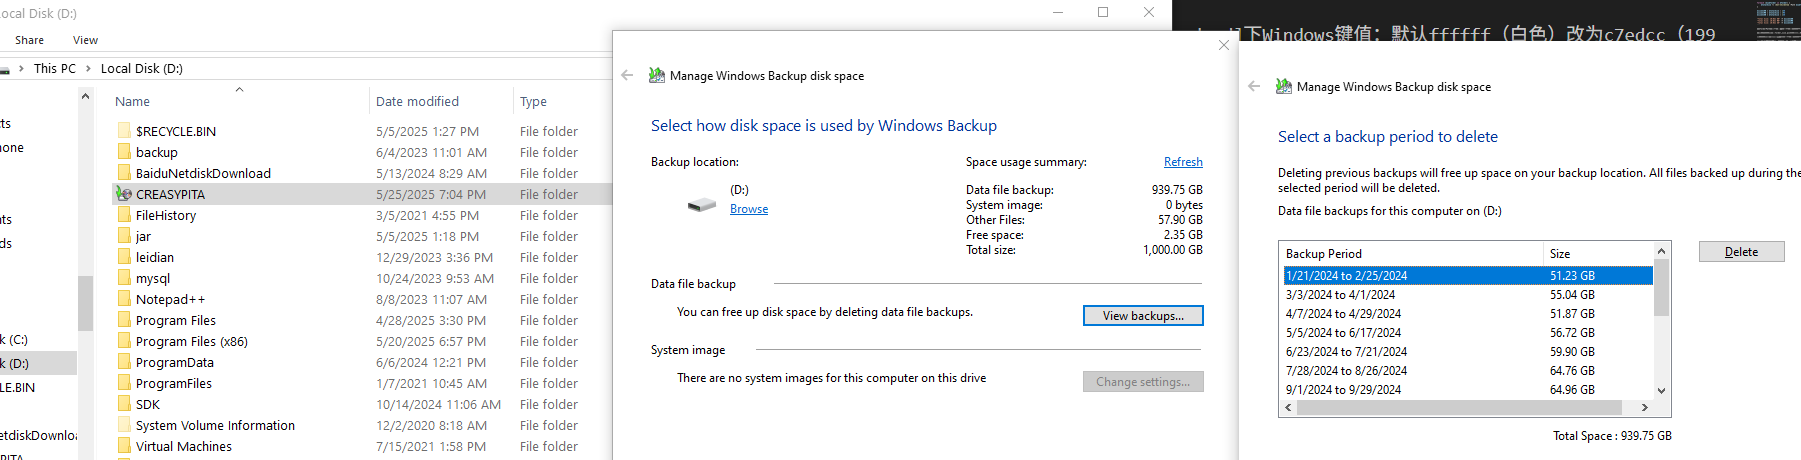 Local Disk (D:)
Share View
This PC > Local Disk (D:)
Name Date modified Type
$RECYCLE.BIN 5/5/2025 1:27 PM File folder
backup 6/4/2023 11:01 AM File folder
BaiduNetdiskDownload 5/13/2024 8:29 AM File folder
CREASYPITA 5/25/2025 7:04 PM File folder
FileHistory 3/5/2021 4:55 PM File folder
jar 5/5/2025 1:18 PM File folder
leidian 12/29/2023 3:36 PM File folder
mysql 10/24/2023 9:53 AM File folder
Notepad++ 8/8/2023 11:07 AM File folder
Program Files 4/28/2025 3:30 PM File folder
Program Files (x86) 5/20/2025 6:57 PM File folder
ProgramData 6/6/2024 12:21 PM File folder
ProgramFiles 1/7/2021 10:45 AM File folder
SDK 10/14/2024 11:06 AM File folder
System Volume Information 12/2/2020 8:18 AM File folder
Virtual Machines 7/15/2021 1:58 PM File folder
cts
hone
nts
ds
k (C:)
k (D:)
LE.BIN
etdiskDownloa
PITA
Manage Windows Backup disk space
Select how disk space is used by Windows Backup
Backup location:
(D:)
Browse
Space usage summary: Refresh
Data file backup: 939.75 GB
System image: 0 bytes
Other Files: 57.90 GB
Free space: 2.35 GB
Total size: 1,000.00 GB
Data file backup
You can free up disk space by deleting data file backups.
View backups...
System image
There are no system images for this computer on this drive
Change settings...
下Windows键值：默认ffffff（白色）改为c7edcc（199
Manage Windows Backup disk space
Select a backup period to delete
Deleting previous backups will free up space on your backup location. All files backed up during the
selected period will be deleted.
Data file backups for this computer on (D:)
Backup Period Size
1/21/2024 to 2/25/2024 51.23 GB
3/3/2024 to 4/1/2024 55.04 GB
4/7/2024 to 4/29/2024 51.87 GB
5/5/2024 to 6/17/2024 56.72 GB
6/23/2024 to 7/21/2024 59.90 GB
7/28/2024 to 8/26/2024 64.76 GB
9/1/2024 to 9/29/2024 64.96 GB
Delete
Total Space : 939.75 GB